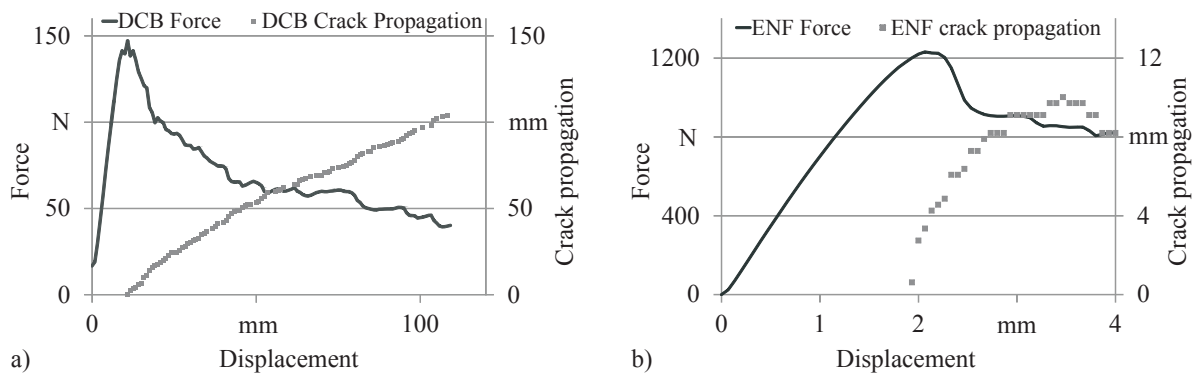 DCB Force DCB Crack Propagation
150
N
50
0
Force
150
mm
50
0
Crack propagation
0 mm 100
Displacement
a)
ENF Force ENF crack propagation
1200
N
400
0
Force
12
mm
4
0
Crack propagation
0 1 2 mm 4
Displacement
b)